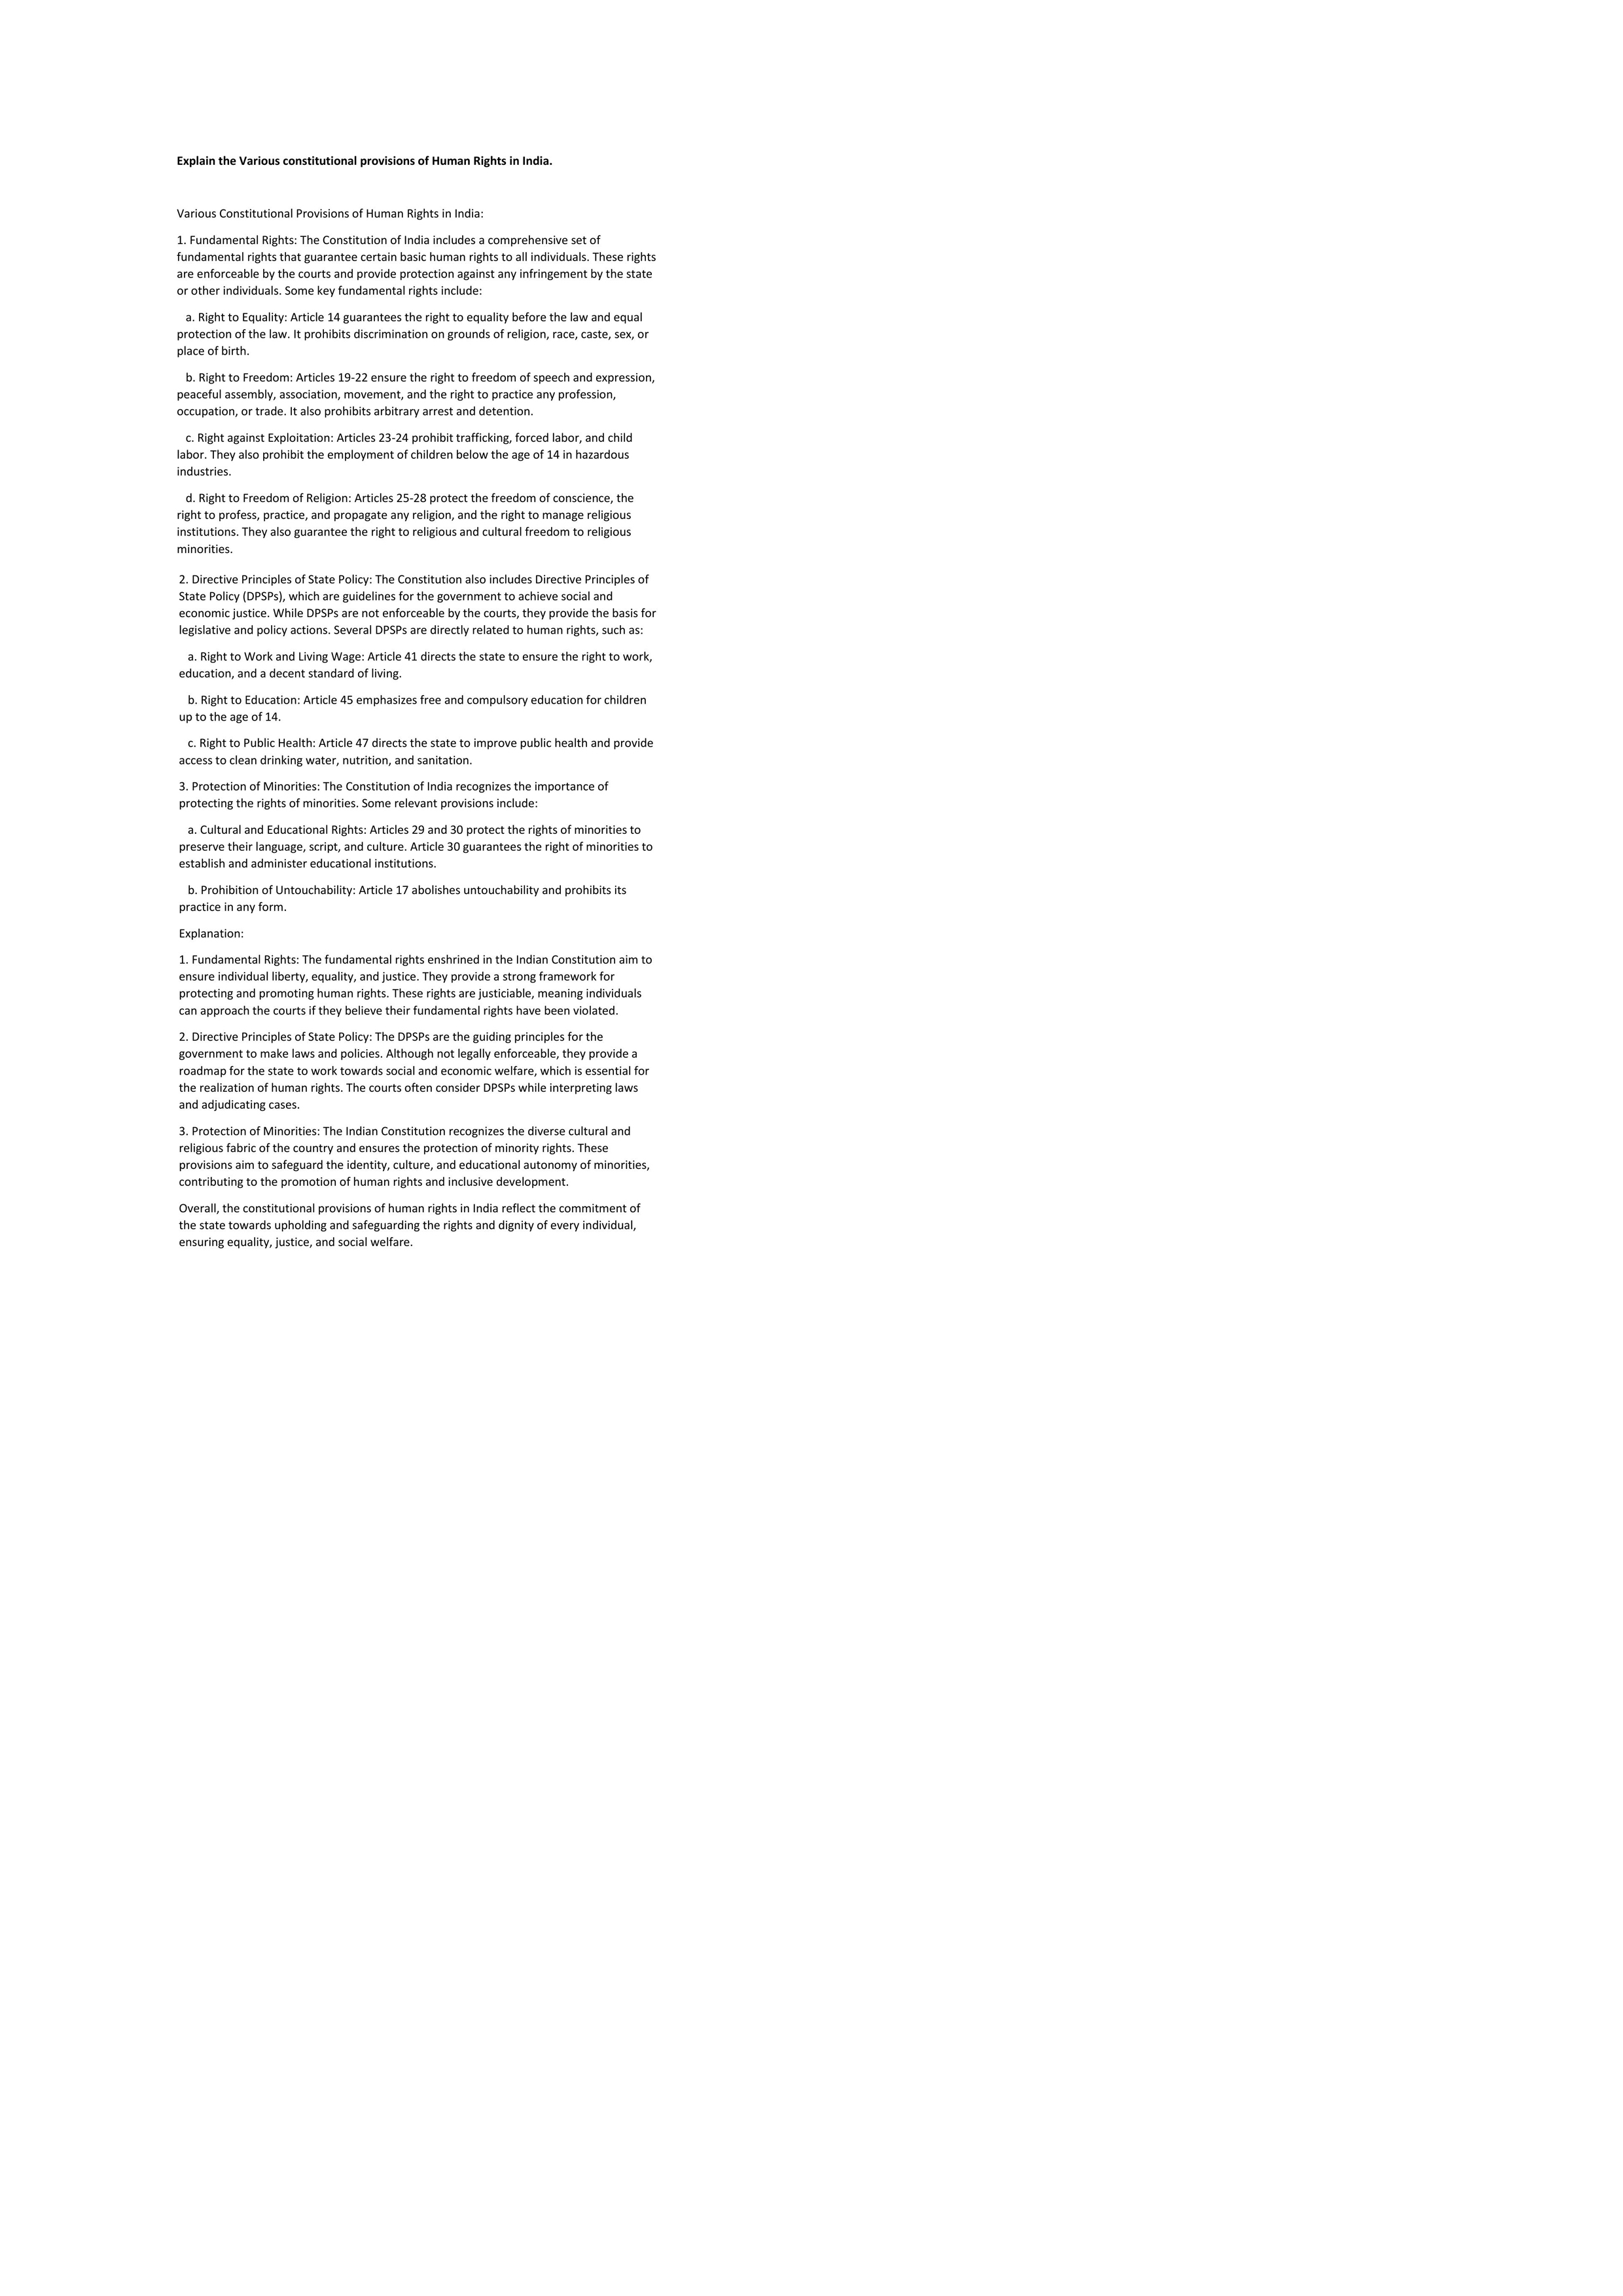 Explain the Various constitutional provisions of Human Rights in India.
Various Constitutional Provisions of Human Rights in India:
1. Fundamental Rights: The Constitution of India includes a comprehensive set of
fundamental rights that guarantee certain basic human rights to all individuals. These rights
are enforceable by the courts and provide protection against any infringement by the state
or other individuals. Some key fundamental rights include:
a. Right to Equality: Article 14 guarantees the right to equality before the law and equal
protection of the law. It prohibits discrimination on grounds of religion, race, caste, sex, or
place of birth.
b. Right to Freedom: Articles 19-22 ensure the right to freedom of speech and expression,
peaceful assembly, association, movement, and the right to practice any profession,
occupation, or trade. It also prohibits arbitrary arrest and detention.
c. Right against Exploitation: Articles 23-24 prohibit trafficking, forced labor, and child
labor. They also prohibit the employment of children below the age of 14 in hazardous
industries.
d. Right to Freedom of Religion: Articles 25-28 protect the freedom of conscience, the
right to profess, practice, and propagate any religion, and the right to manage religious
institutions. They also guarantee the right to religious and cultural freedom to religious
minorities.
2. Directive Principles of State Policy: The Constitution also includes Directive Principles of
State Policy (DPSPs), which are guidelines for the government to achieve social and
economic justice. While DPSPs are not enforceable by the courts, they provide the basis for
legislative and policy actions. Several DPSPs are directly related to human rights, such as:
a. Right to Work and Living Wage: Article 41 directs the state to ensure the right to work,
education, and a decent standard of living.
b. Right to Education: Article 45 emphasizes free and compulsory education for children
up to the age of 14.
c. Right to Public Health: Article 47 directs the state to improve public health and provide
access to clean drinking water, nutrition, and sanitation.
3. Protection of Minorities: The Constitution of India recognizes the importance of
protecting the rights of minorities. Some relevant provisions include:
a. Cultural and Educational Rights: Articles 29 and 30 protect the rights of minorities to
preserve their language, script, and culture. Article 30 guarantees the right of minorities to
establish and administer educational institutions.
b. Prohibition of Untouchability: Article 17 abolishes untouchability and prohibits its
practice in any form.
Explanation:
1. Fundamental Rights: The fundamental rights enshrined in the Indian Constitution aim to
ensure individual liberty, equality, and justice. They provide a strong framework for
protecting and promoting human rights. These rights are justiciable, meaning individuals
can approach the courts if they believe their fundamental rights have been violated.
2. Directive Principles of State Policy: The DPSPs are the guiding principles for the
government to make laws and policies. Although not legally enforceable, they provide a
roadmap for the state to work towards social and economic welfare, which is essential for
the realization of human rights. The courts often consider DPSPs while interpreting laws
and adjudicating cases.
3. Protection of Minorities: The Indian Constitution recognizes the diverse cultural and
religious fabric of the country and ensures the protection of minority rights. These
provisions aim to safeguard the identity, culture, and educational autonomy of minorities,
contributing to the promotion of human rights and inclusive development.
Overall, the constitutional provisions of human rights in India reflect the commitment of
the state towards upholding and safeguarding the rights and dignity of every individual,
ensuring equality, justice, and social welfare.